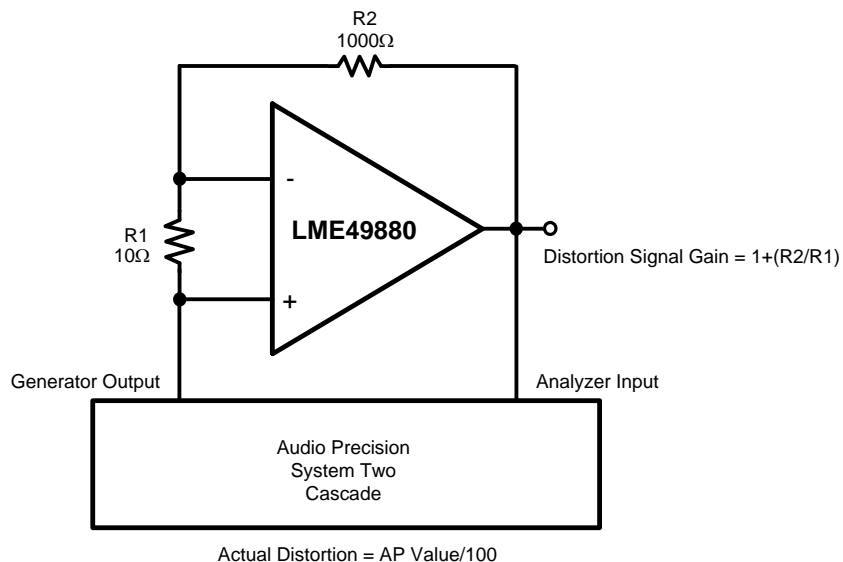 R2
1000Ω
-
R1
10Ω
LME49880
+
Distortion Signal Gain = 1+(R2/R1)
Generator Output
Analyzer Input
Audio Precision
System Two
Cascade
Actual Distortion = AP Value/100